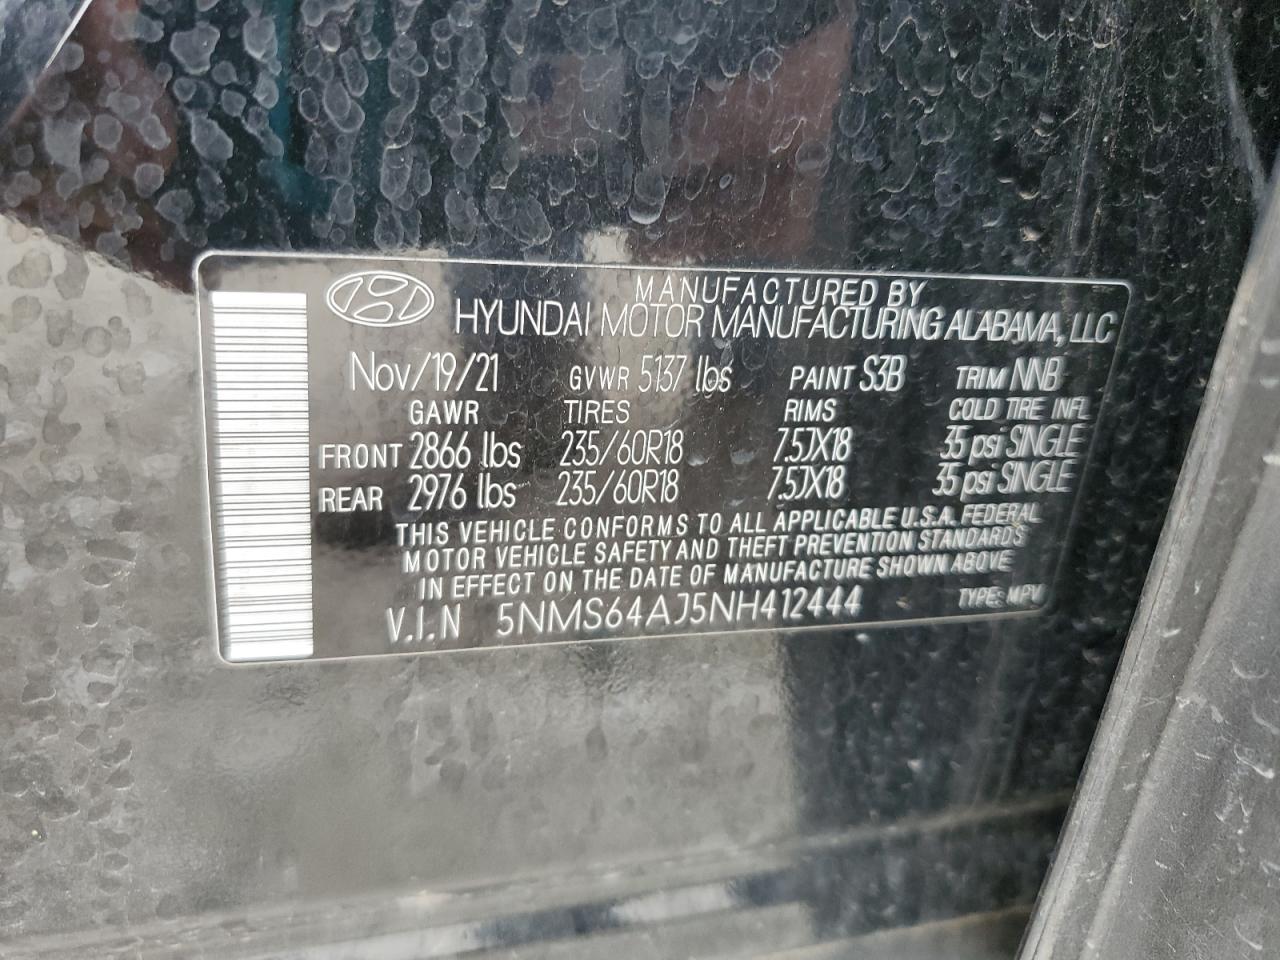 MANUFACTURED BY
HYUNDAI MOTOR MANUFACTURING ALABAMA, LLC
Nov/19/21 GVWR 5137 lbs PAINT S3B TRIM NNB
GAWR TIRES RIMS COLD TIRE INFL
FRONT 2866 lbs 235/60R18 7.5JX18 35 psi SINGLE
REAR 2976 lbs 235/60R18 7.5JX18 35 psi SINGLE
THIS VEHICLE CONFORMS TO ALL APPLICABLE U.S.A. FEDERAL
MOTOR VEHICLE SAFETY AND THEFT PREVENTION STANDARDS
IN EFFECT ON THE DATE OF MANUFACTURE SHOWN ABOVE
V.I.N 5NMS64AJ5NH412444 TYPE: MPV